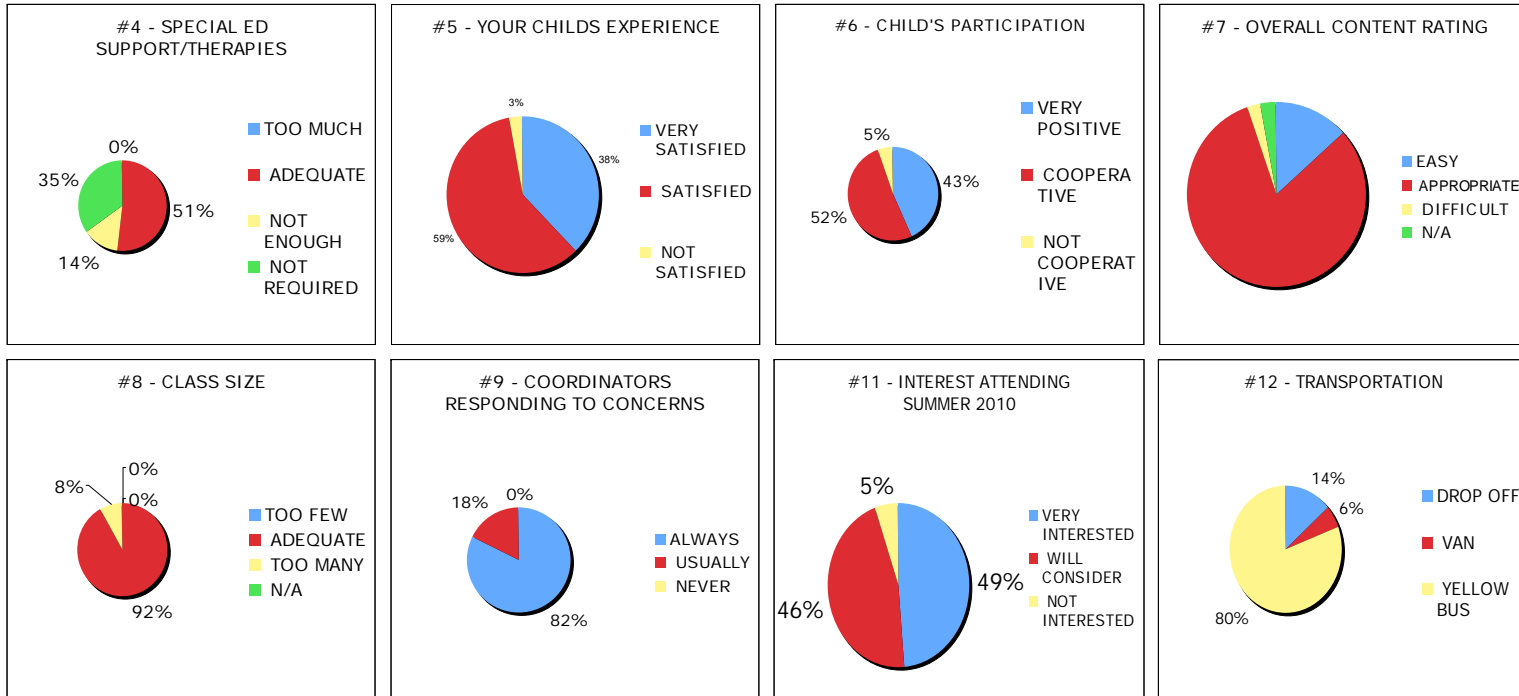 #4 - SPECIAL ED
SUPPORT/THERAPIES
0%
35%
51%
14%
TOO MUCH
ADEQUATE
NOT
ENOUGH
NOT
REQUIRED
#5 - YOUR CHILDS EXPERIENCE
3%
38%
59%
VERY
SATISFIED
SATISFIED
NOT
SATISFIED
#6 - CHILD'S PARTICIPATION
5%
43%
52%
VERY
POSITIVE
COOPERA
TIVE
NOT
COOPERAT
IVE
#7 - OVERALL CONTENT RATING
EASY
APPROPRIATE
DIFFICULT
N/A
#8 - CLASS SIZE
0%
8%
0%
92%
TOO FEW
ADEQUATE
TOO MANY
N/A
#9 - COORDINATORS
RESPONDING TO CONCERNS
18%
0%
82%
ALWAYS
USUALLY
NEVER
#11 - INTEREST ATTENDING
SUMMER 2010
5%
49%
46%
VERY
INTERESTED
WILL
CONSIDER
NOT
INTERESTED
#12 - TRANSPORTATION
14%
6%
80%
DROP OFF
VAN
YELLOW
BUS